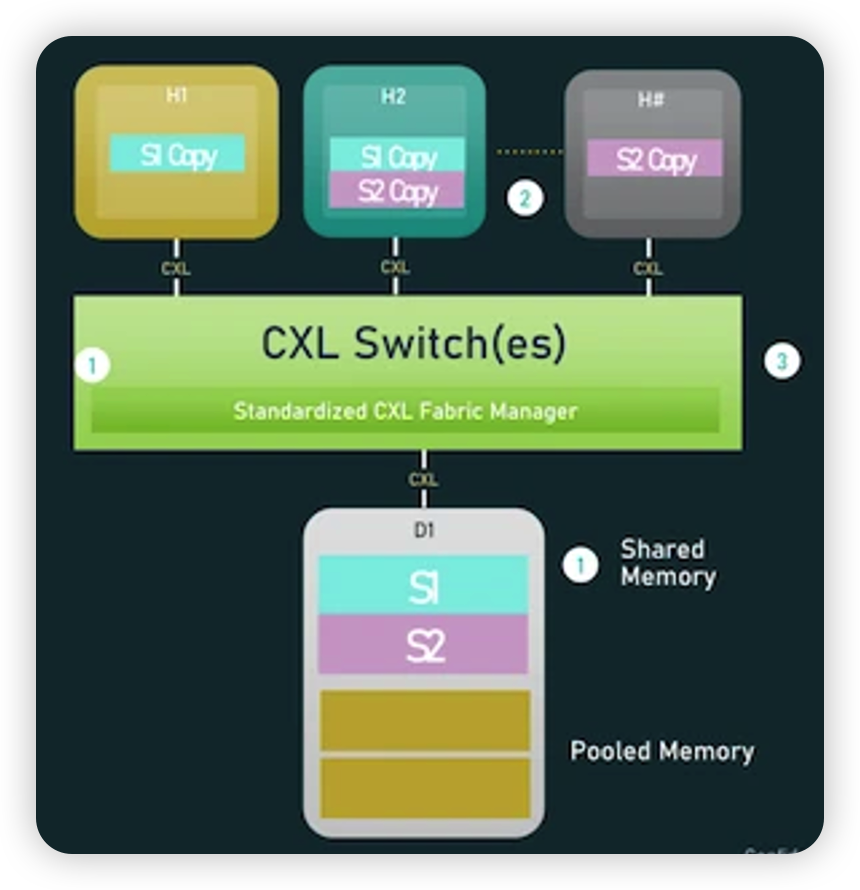 H1
H2
H#
S1 Copy
S1 Copy
S2 Copy
S2 Copy
2
CXL
CXL
CXL
CXL Switch(es)
1
3
Standardized CXL Fabric Manager
CXL
D1
S1
1
Shared
Memory
S2
Pooled Memory